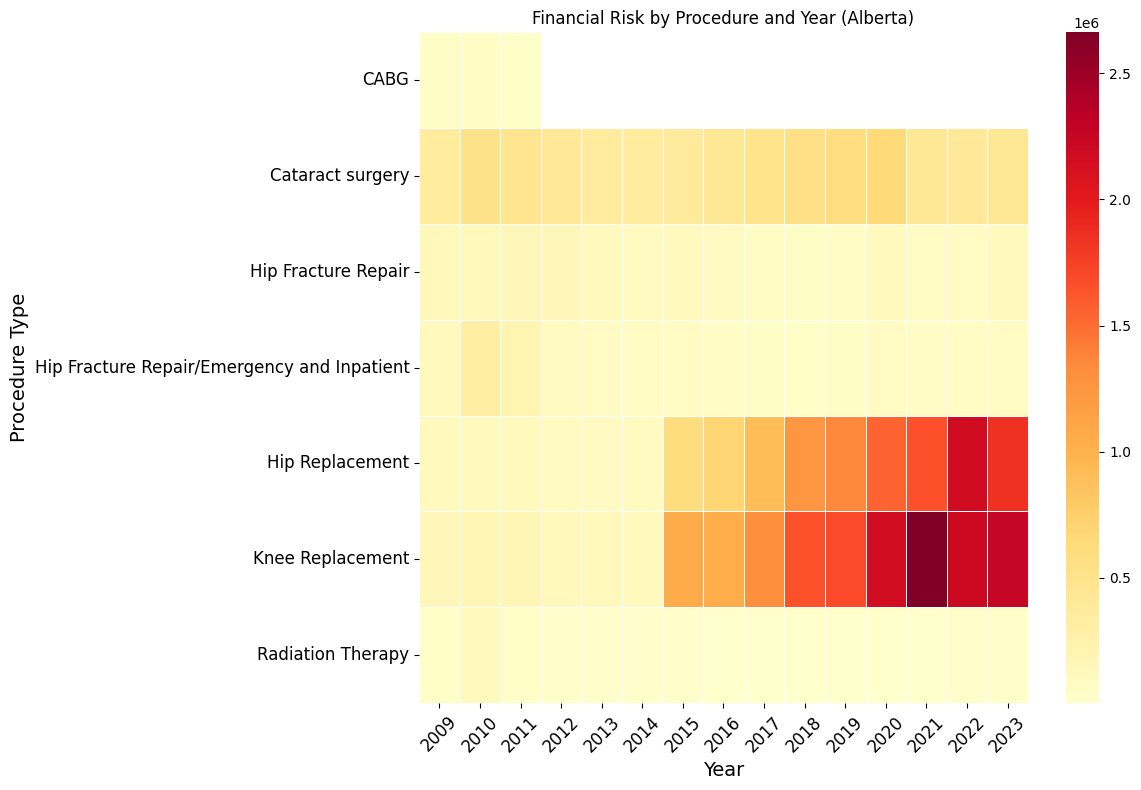 Financial Risk by Procedure and Year (Alberta)
1e6
Procedure Type
CABG
Cataract surgery
Hip Fracture Repair
Hip Fracture Repair/Emergency and Inpatient
Hip Replacement
Knee Replacement
Radiation Therapy
2.5
2.0
1.5
1.0
0.5
2009 2010 2011 2012 2013 2014 2015 2016 2017 2018 2019 2020 2021 2022 2023
Year